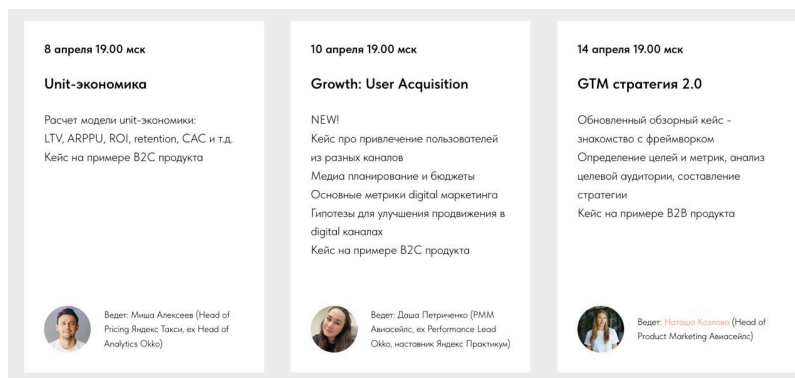 8 апреля 19.00 мск
Unit-экономика
Расчет модели unit-экономики:
LTV, ARPPU, ROI, retention, CAC и т.д.
Кейс на примере B2C продукта
Ведет: Миша Алексеев (Head of
Pricing Яндекс Такси, ex Head of
Analytics Okko)
10 апреля 19.00 мск
Growth: User Acquisition
NEW!
Кейс про привлечение пользователей
из разных каналов
Медиа планирование и бюджеты
Основные метрики digital маркетинга
Гипотезы для улучшения продвижения в
digital каналах
Кейс на примере B2C продукта
Ведет: Даша Петриченко (PMM
Авиасейлс, ex Performance Lead
Okko, наставник Яндекс Практикум)
14 апреля 19.00 мск
GTM стратегия 2.0
Обновленный обзорный кейс -
знакомство с фреймворком
Определение целей и метрик, анализ
целевой аудитории, составление
стратегии
Кейс на примере B2B продукта
Ведет: Наташа Козлова (Head of
Product Marketing Авиасейлс)